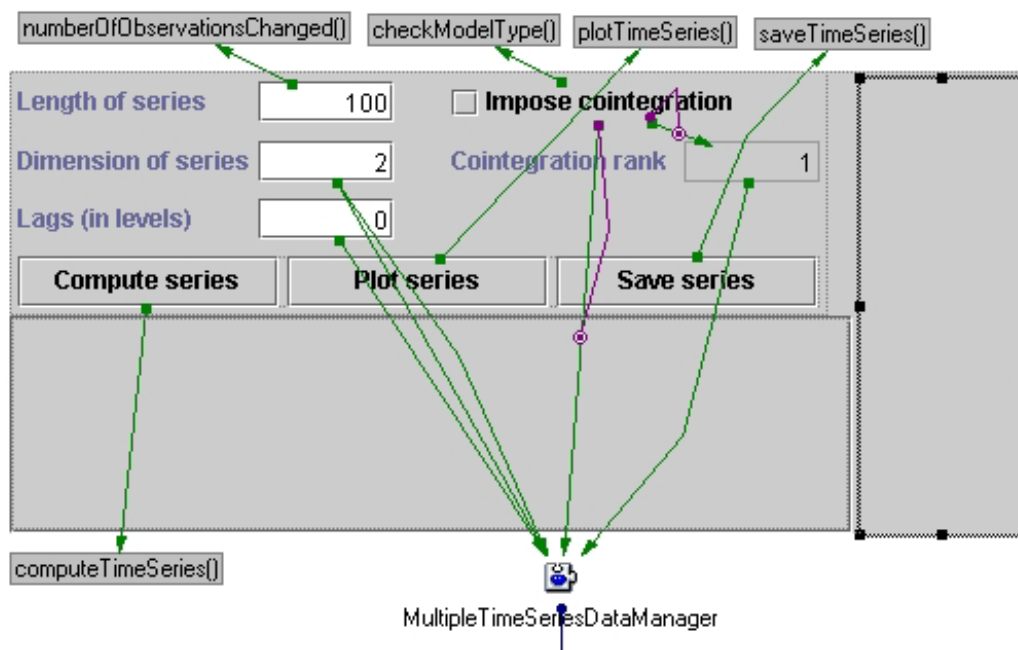 numberOfObservationsChanged()
checkModelType()
plotTimeSeries()
saveTimeSeries()
Length of series 100
Impose cointegration
Dimension of series 2
Cointegration rank 1
Lags (in levels) 0
Compute series
Plot series
Save series
computeTimeSeries()
MultipleTimeSeriesDataManager